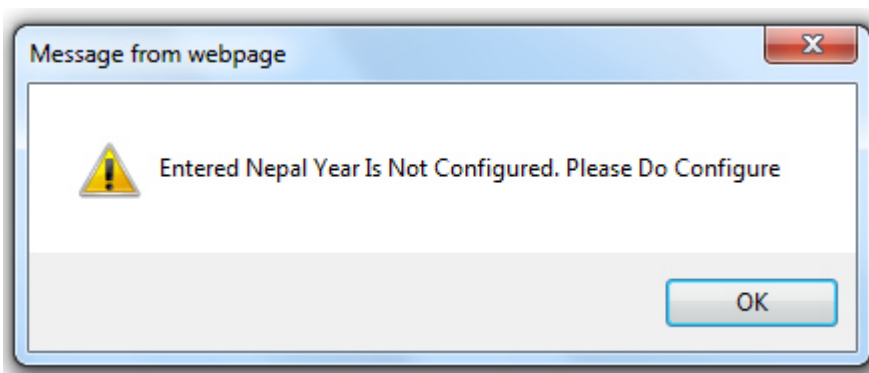 Message from webpage
Entered Nepal Year Is Not Configured. Please Do Configure
OK